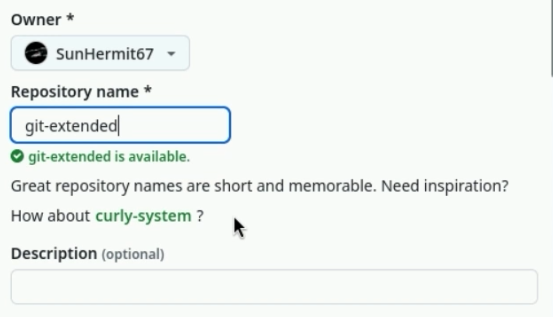 Owner *
SunHermit67
Repository name *
git-extended
git-extended is available.
Great repository names are short and memorable. Need inspiration?
How about curly-system ?
Description (optional)